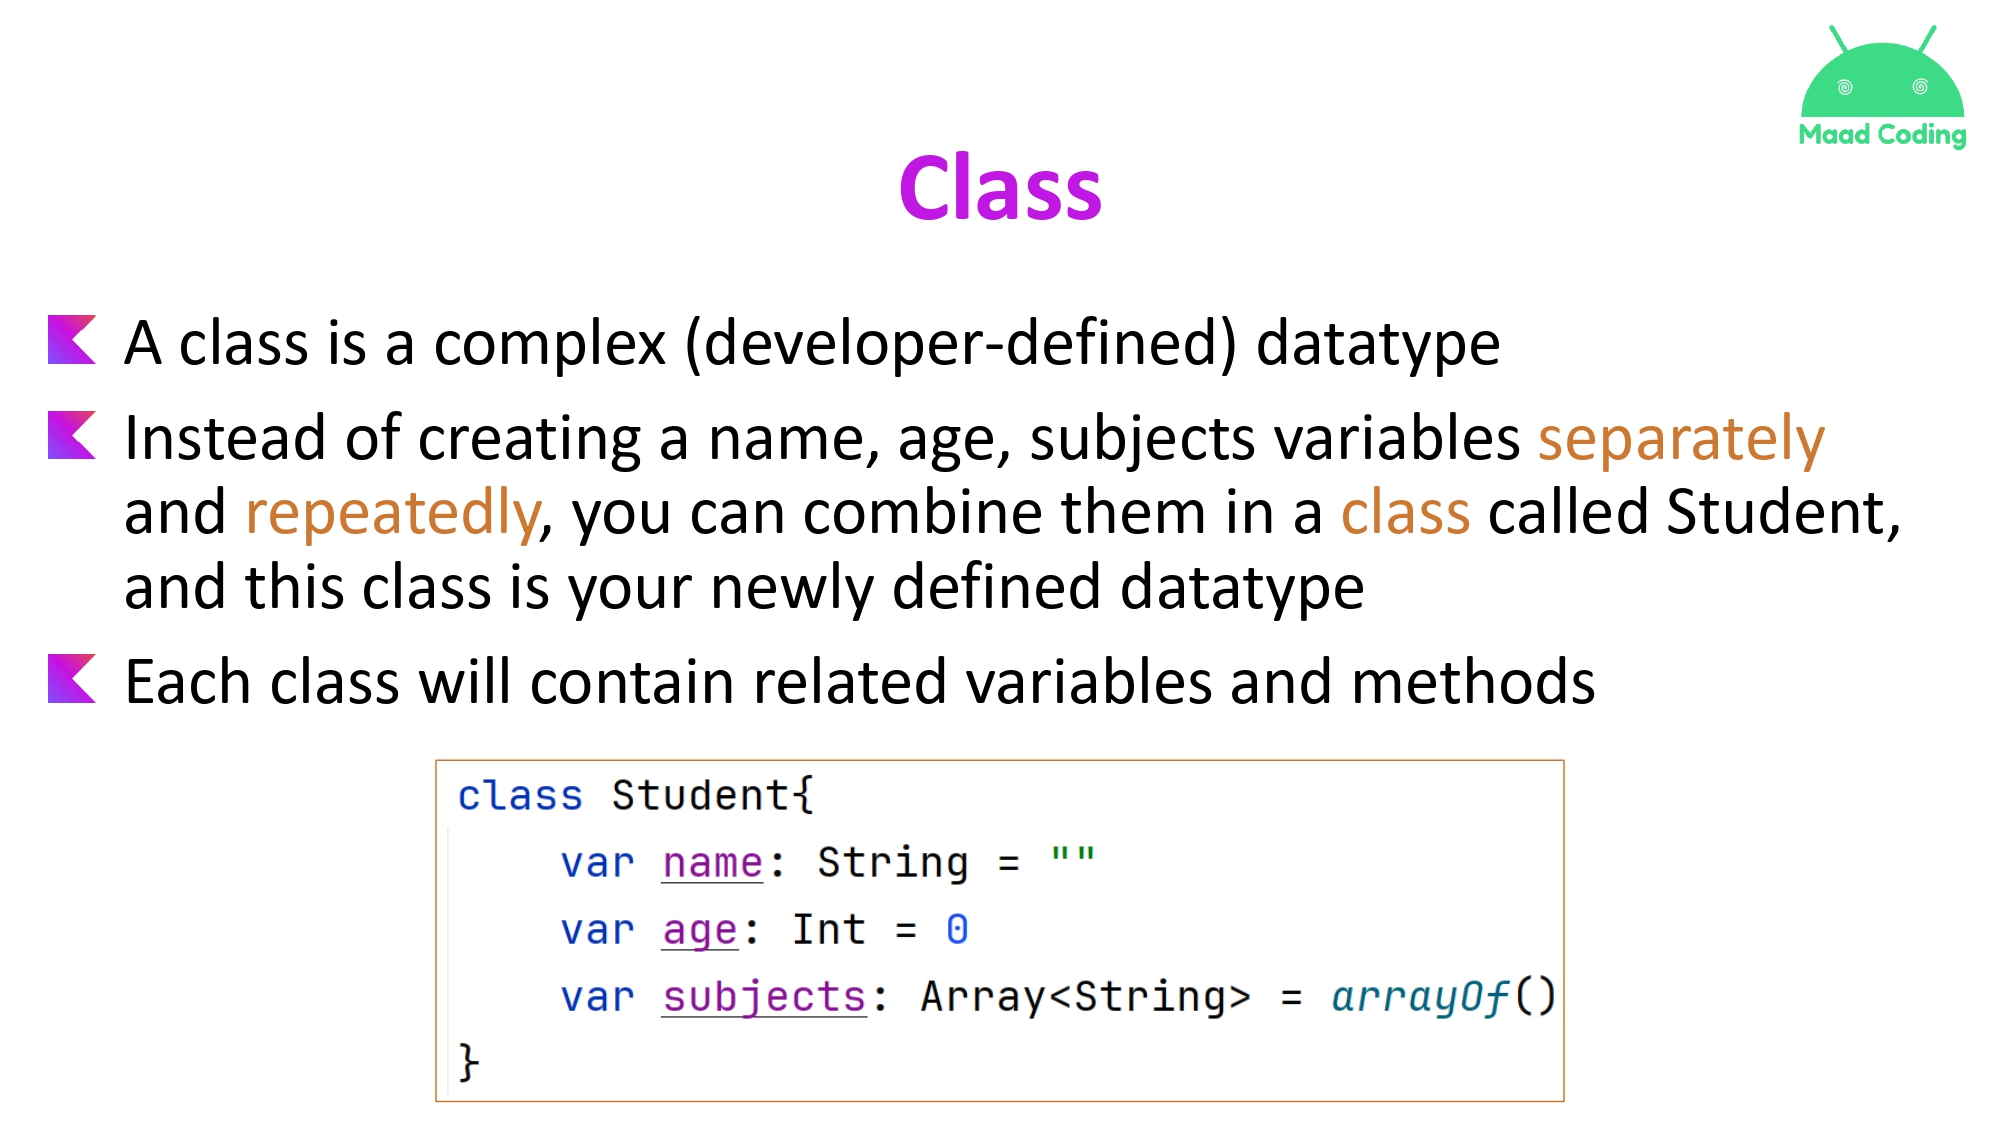 Maad Coding
Class
A class is a complex (developer-defined) datatype
Instead of creating a name, age, subjects variables separately
and repeatedly, you can combine them in a class called Student,
and this class is your newly defined datatype
Each class will contain related variables and methods
class Student{
    var name: String = ""
    var age: Int = 0
    var subjects: Array<String> = arrayOf()
}